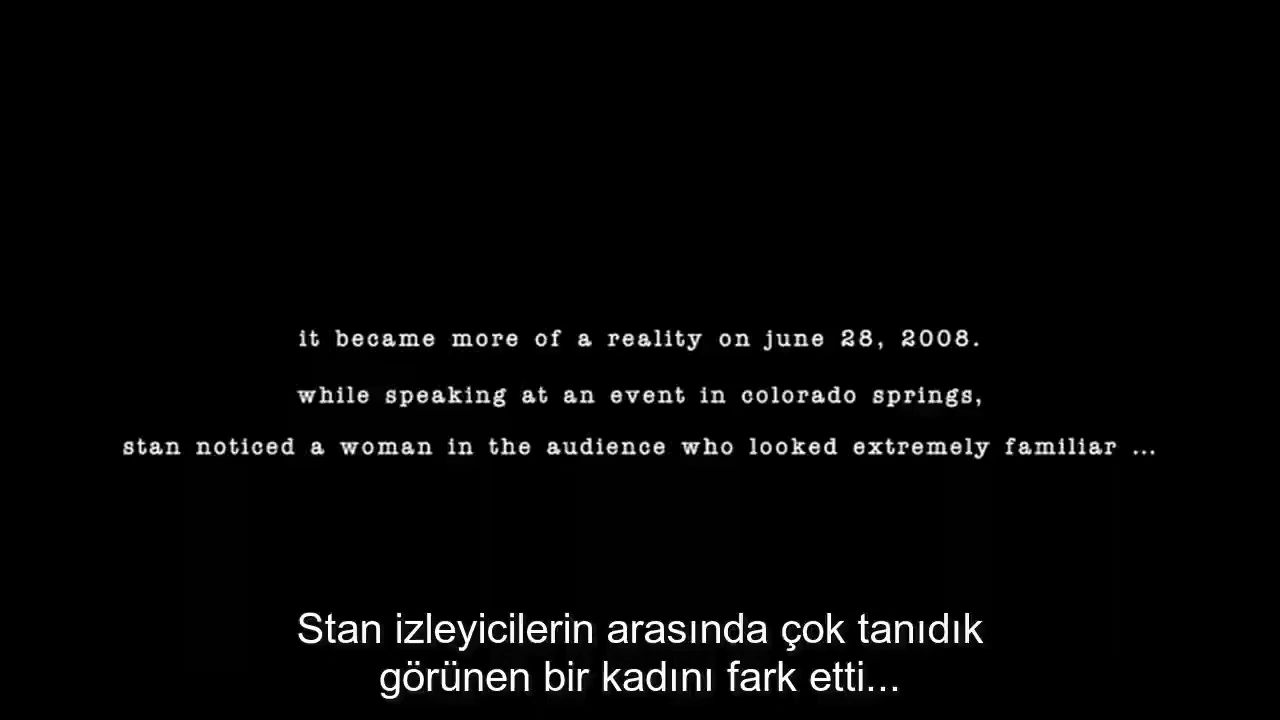 it became more of a reality on june 28, 2008.
while speaking at an event in colorado springs,
stan noticed a woman in the audience who looked extremely familiar ...
Stan izleyicilerin arasında çok tanıdık
görünen bir kadını fark etti...